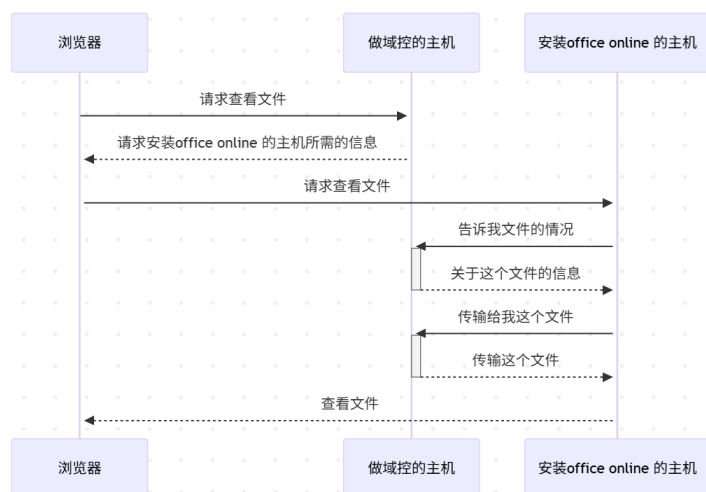 浏览器
做域控的主机
安装office online 的主机
请求查看文件
请求安装office online 的主机所需的信息
请求查看文件
告诉我文件的情况
关于这个文件的信息
传输给我这个文件
传输这个文件
查看文件
浏览器
做域控的主机
安装office online 的主机